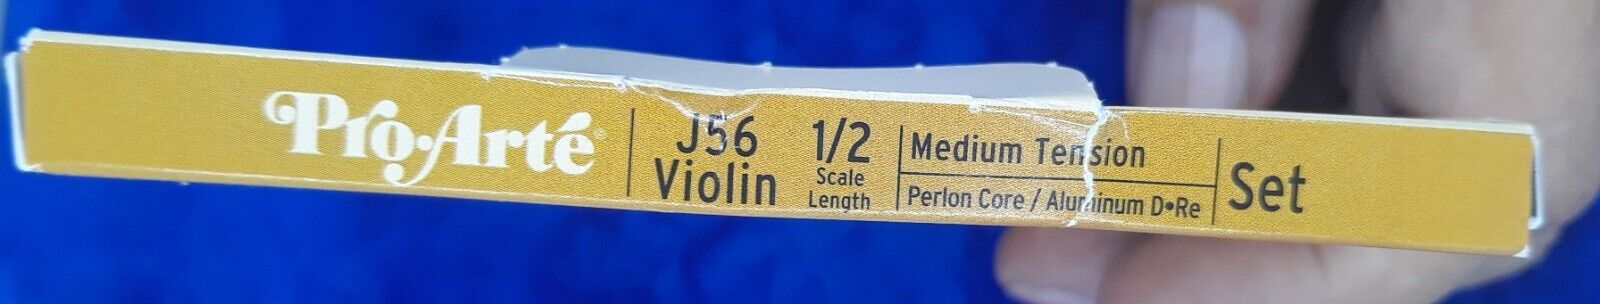 Pro·Arté®
J56
Violin
1/2
Scale
Length
Medium Tension
Perlon Core / Aluminum D•Re
Set